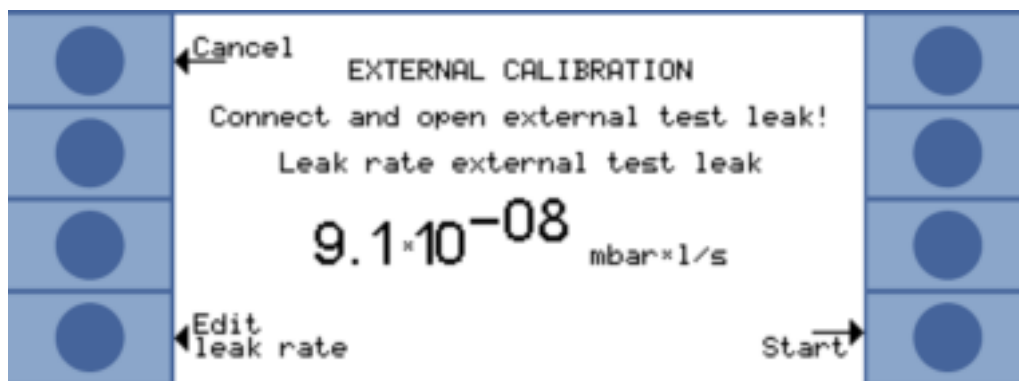 Cancel
EXTERNAL CALIBRATION
Connect and open external test leak!
Leak rate external test leak
9.1×10⁻⁰⁸ mbar×l/s
Edit
leak rate
Start